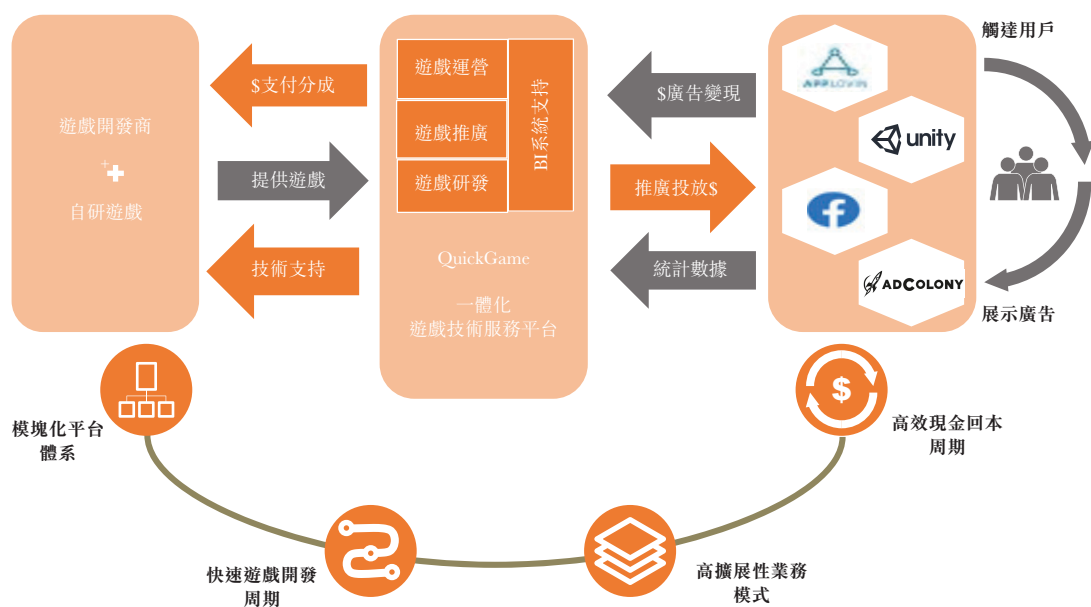 遊戲開發商
自研遊戲
$支付分成
提供遊戲
技術支持
遊戲運營
遊戲推廣
遊戲研發
BI系統支持
QuickGame
一體化
遊戲技術服務平台
$廣告變現
推廣投放$
統計數據
APPLOVIN
unity
f
ADCOLONY
觸達用戶
展示廣告
模塊化平台
體系
快速遊戲開發
周期
高擴展性業務
模式
$
高效現金回本
周期